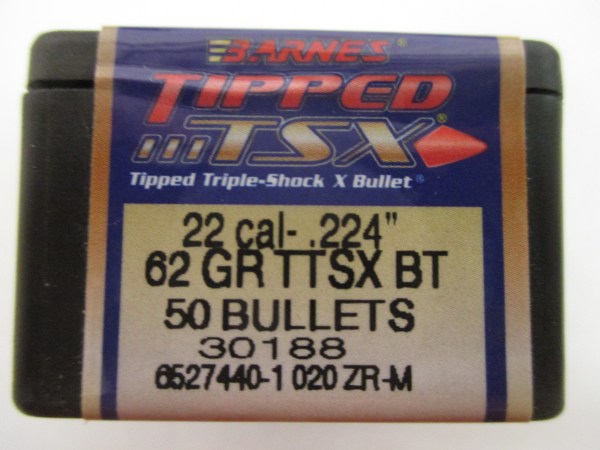 BARNES®
TIPPED
TSX®
Tipped Triple-Shock X Bullet®
22 cal- .224"
62 GR TTSX BT
50 BULLETS
30188
6527440-1 020 ZR-M